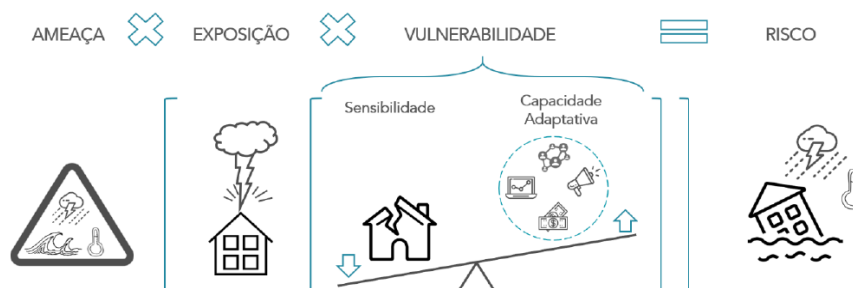 AMEAÇA
EXPOSIÇÃO
VULNERABILIDADE
RISCO
Sensibilidade
Capacidade
Adaptativa
$